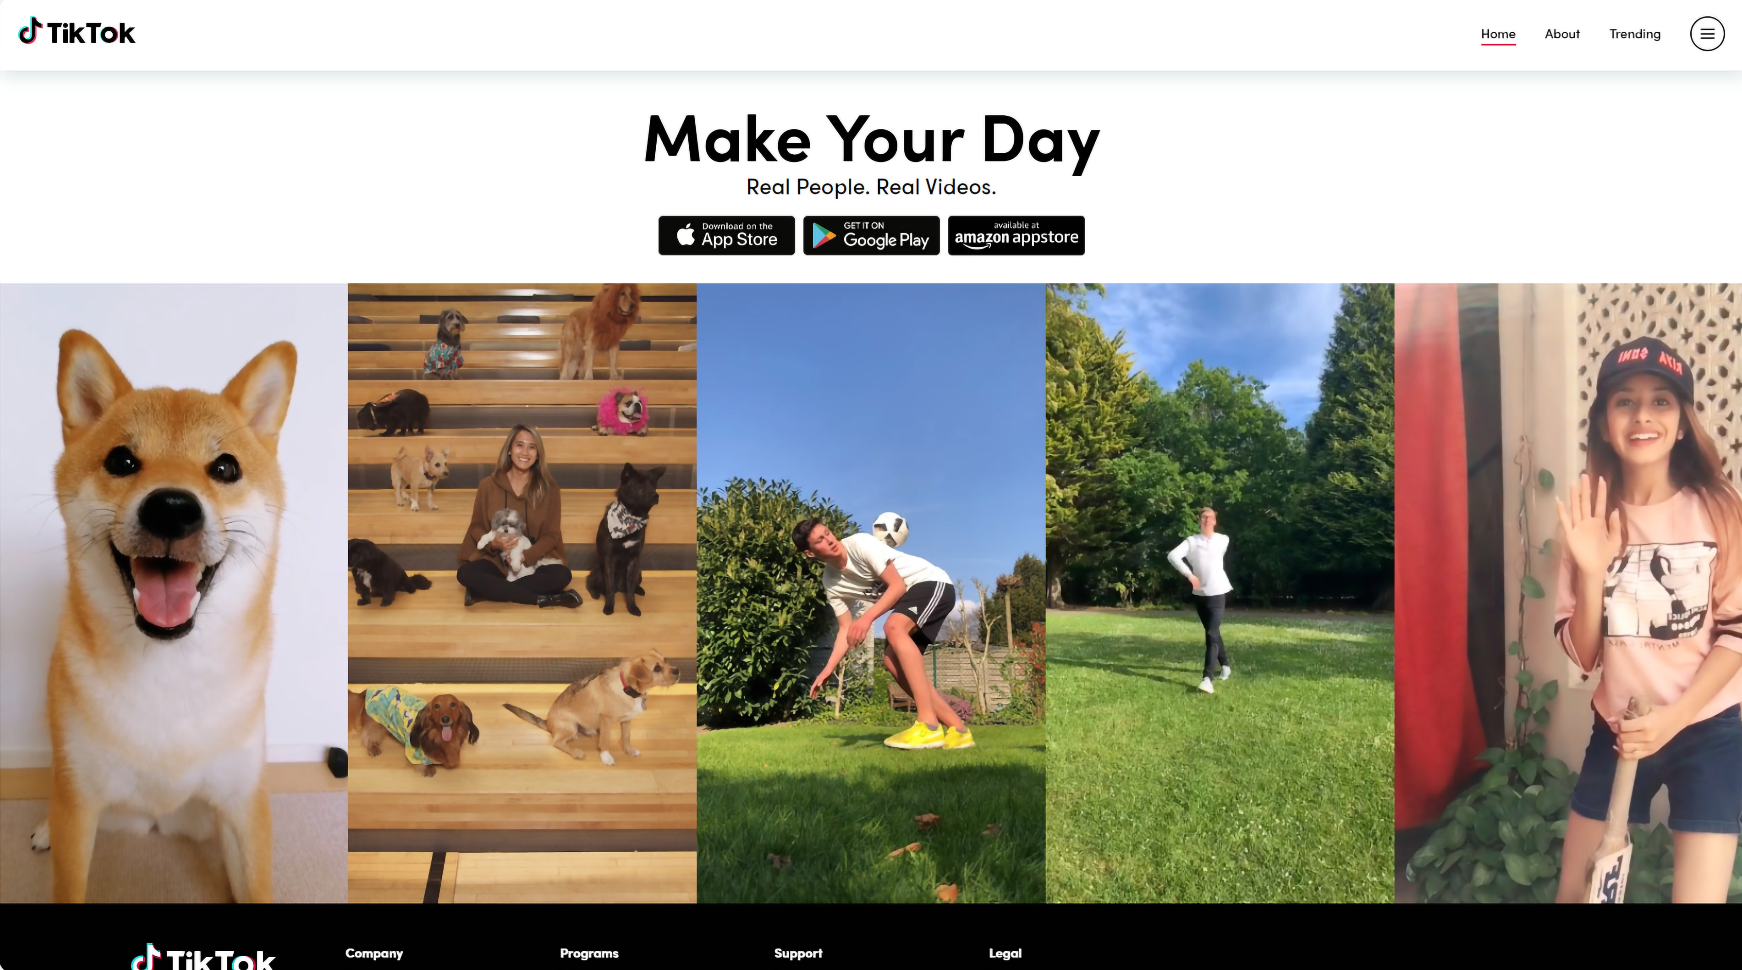 TikTok
Home
About
Trending
Make Your Day
Real People. Real Videos.
Download on the
App Store
GET IT ON
Google Play
available at
amazon appstore
TikTok
Company
Programs
Support
Legal